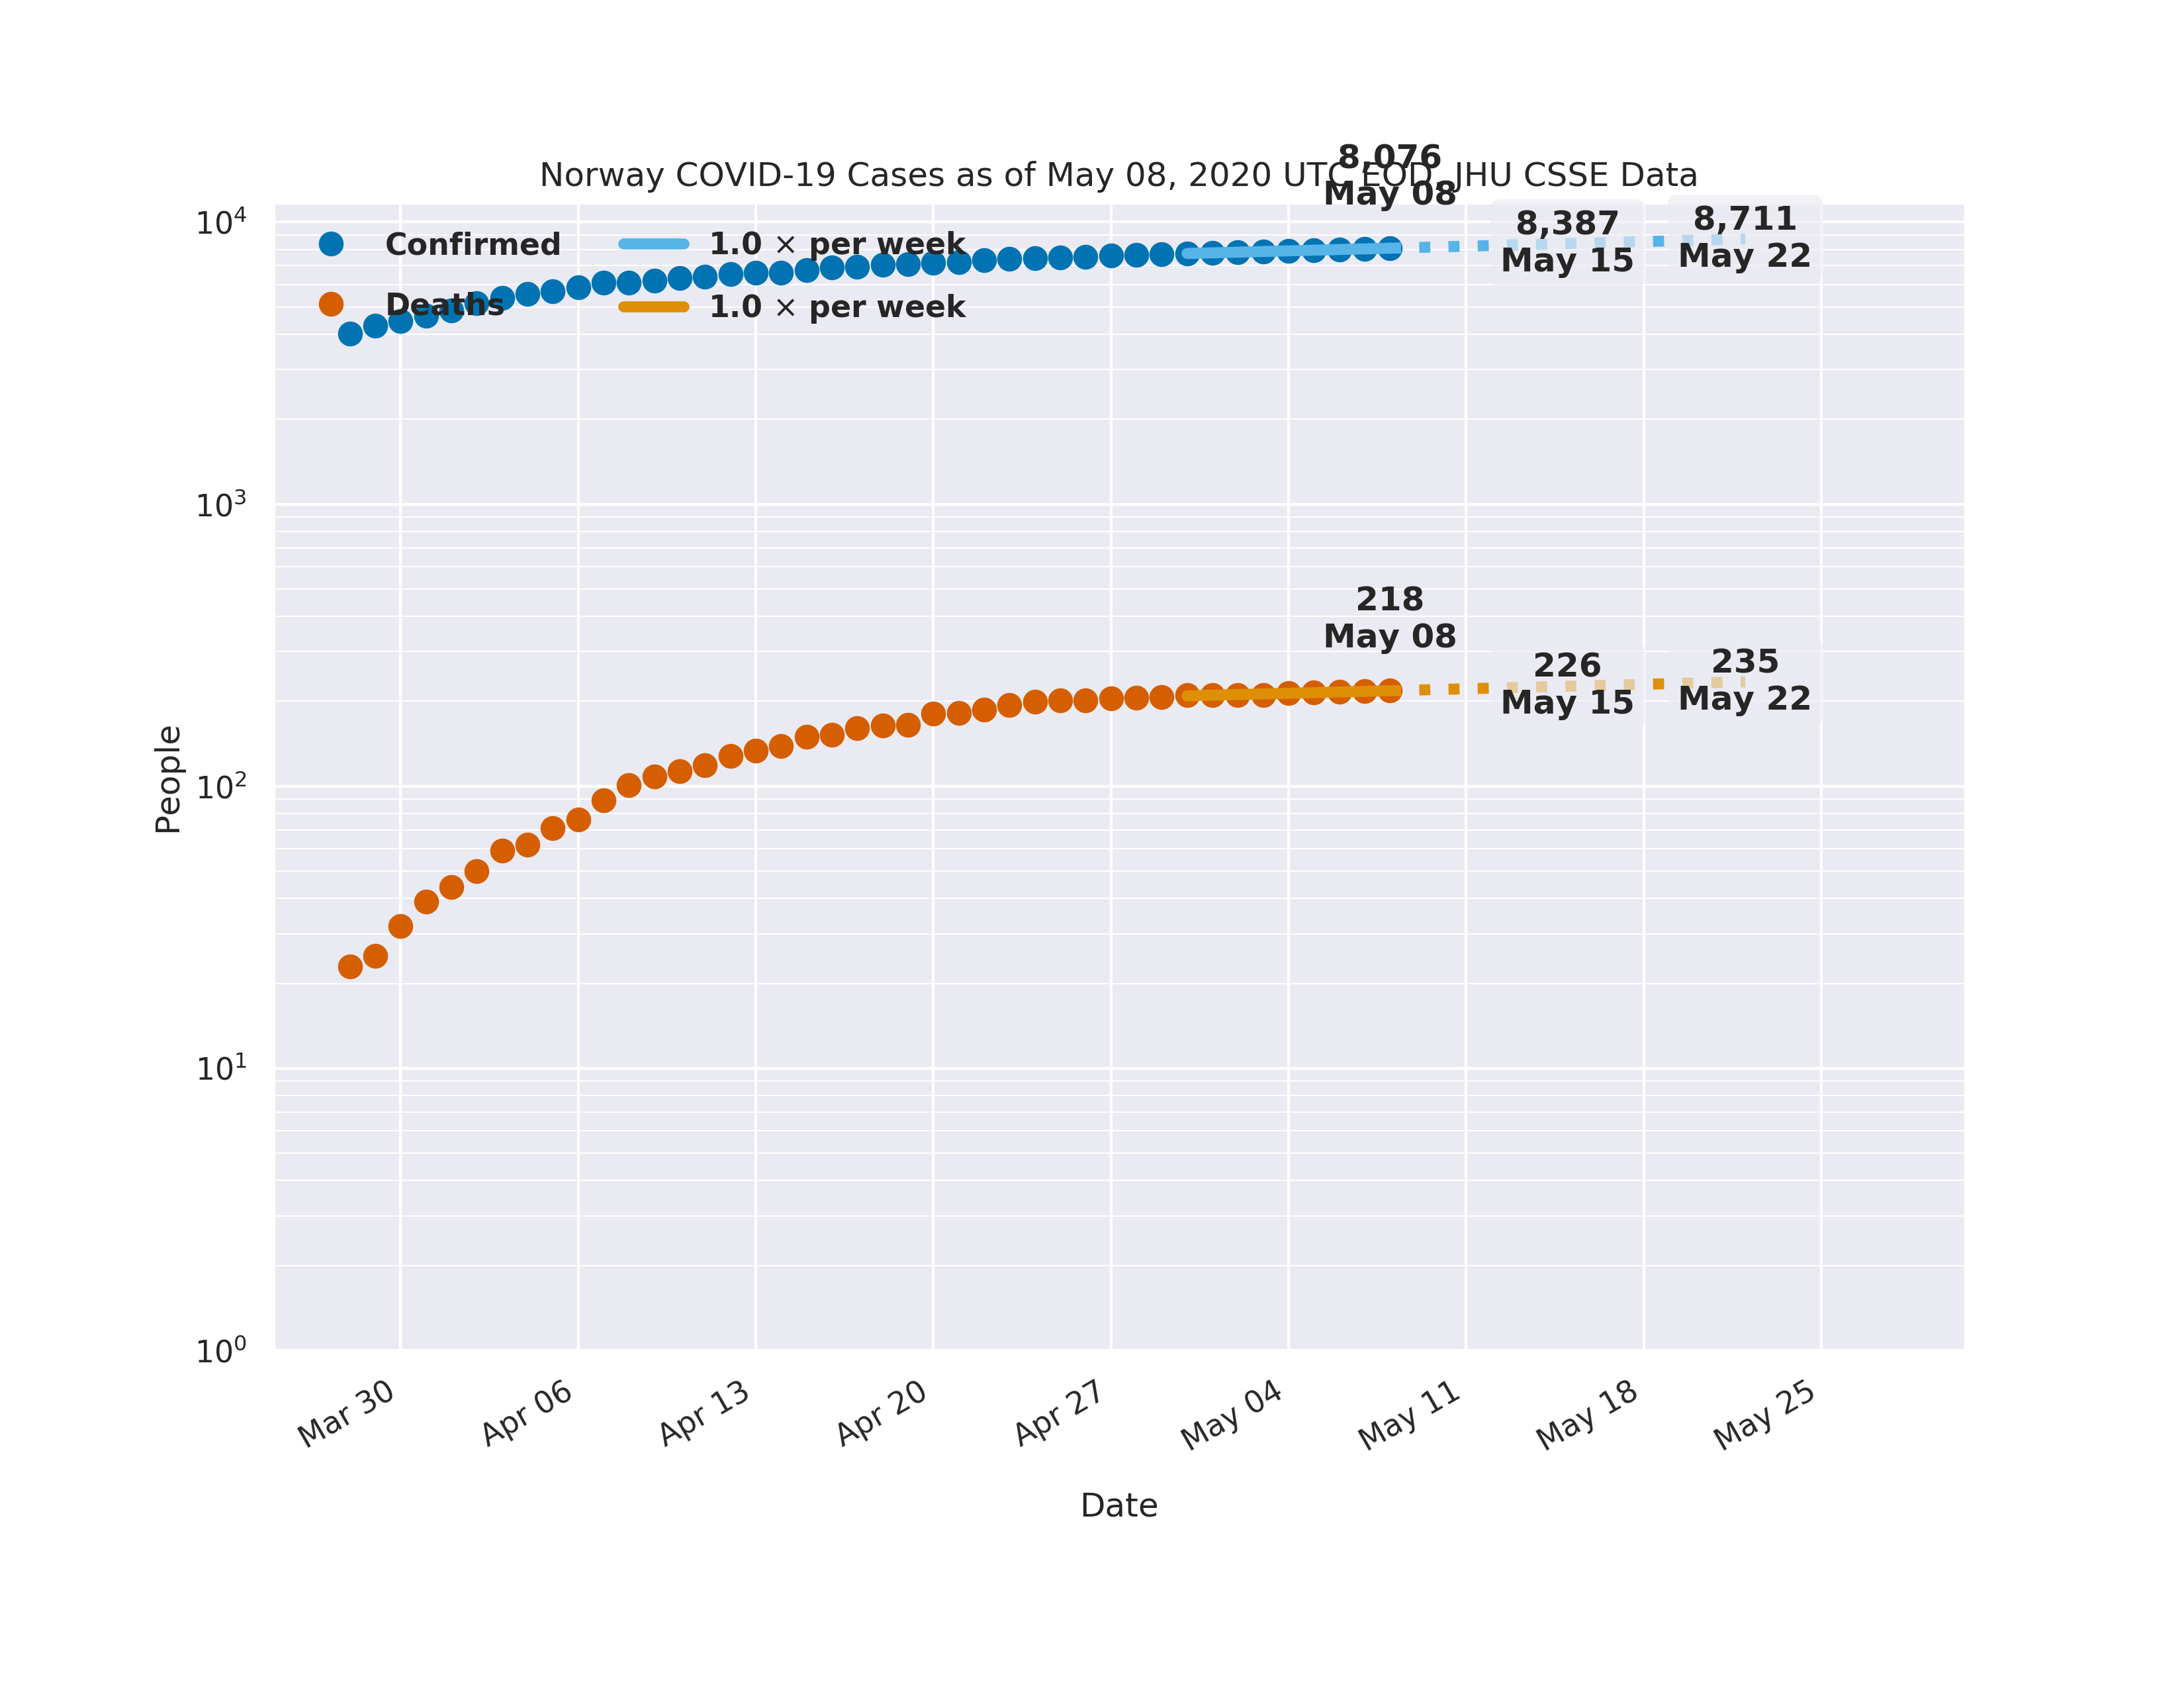 Norway COVID-19 Cases as of May 08, 2020 UTC EOD, JHU CSSE Data
8,076
May 08
8,387
May 15
8,711
May 22
Confirmed
Deaths
1.0 × per week
1.0 × per week
218
May 08
226
May 15
235
May 22
People
10⁴
10³
10²
10¹
10⁰
Mar 30
Apr 06
Apr 13
Apr 20
Apr 27
May 04
May 11
May 18
May 25
Date